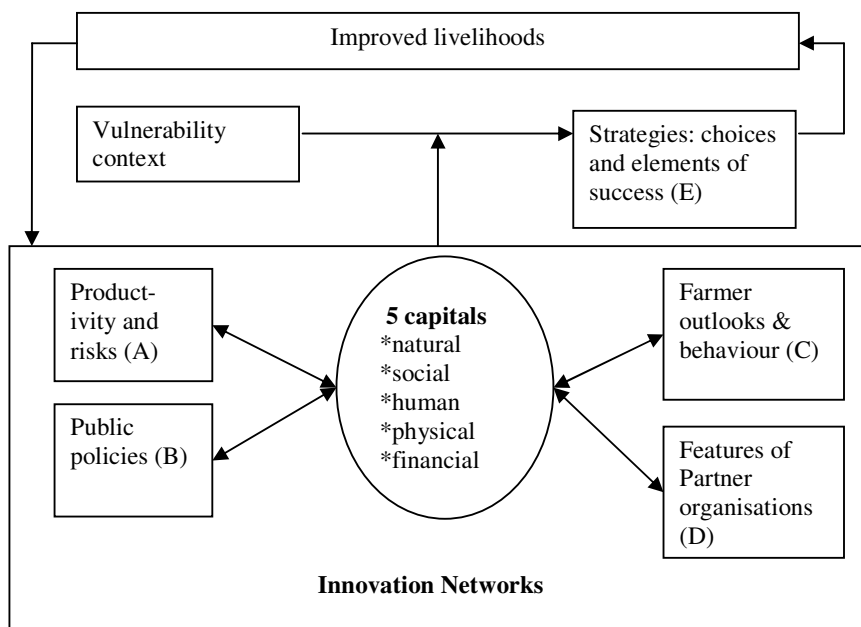 Improved livelihoods
Vulnerability
context
Strategies: choices
and elements of
success (E)
Product-
ivity and
risks (A)
Public
policies (B)
5 capitals
*natural
*social
*human
*physical
*financial
Farmer
outlooks &
behaviour (C)
Features of
Partner
organisations
(D)
Innovation Networks